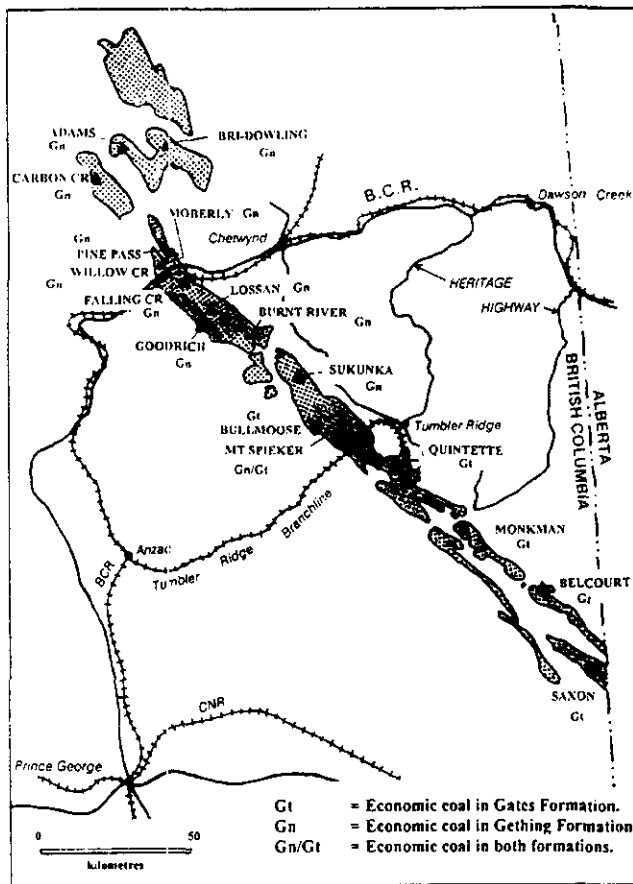 ADAMS
Gn
BRI-DOWLING
Gn
CARBON CR
Gn
MOBERLY Gn
B.C.R.
Dawson Creek
Chetwynd
Gn
PINE PASS
WILLOW CR
Gn
FALLING CR
Gn
LOSSAN Gn
HERITAGE
HIGHWAY
BURNT RIVER
Gn
GOODRICH
Gn
SUKUNKA
Gn
ALBERTA
BRITISH COLUMBIA
Gt
BULLMOOSE
MT SPIEKER
Gn/Gt
Tumbler Ridge
QUINTETTE
Gt
MONKMAN
Gt
Anzac
BCR
Tumbler Ridge Branchline
BELCOURT
Gt
SAXON
Gt
CNR
Prince George
Gt = Economic coal in Gates Formation.
Gn = Economic coal in Gething Formation
Gn/Gt = Economic coal in both formations.
0 50
kilometres